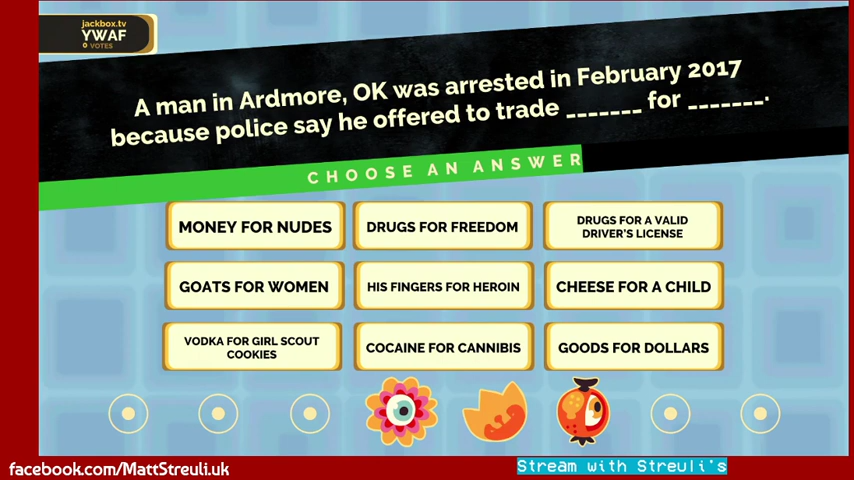 jackbox.tv
YWAF
0 VOTES
A man in Ardmore, OK was arrested in February 2017
because police say he offered to trade _______ for _______.
CHOOSE AN ANSWER
MONEY FOR NUDES
DRUGS FOR FREEDOM
DRUGS FOR A VALID
DRIVER'S LICENSE
GOATS FOR WOMEN
HIS FINGERS FOR HEROIN
CHEESE FOR A CHILD
VODKA FOR GIRL SCOUT
COOKIES
COCAINE FOR CANNIBIS
GOODS FOR DOLLARS
facebook.com/MattStreuli.uk
Stream with Streuli's